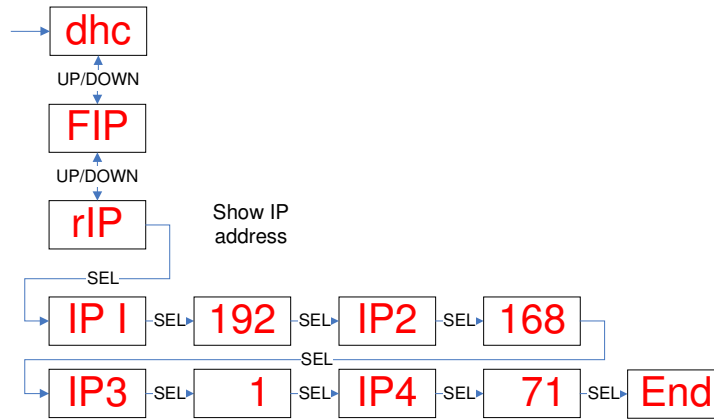 dhc
UP/DOWN
FIP
UP/DOWN
rIP
Show IP
address
SEL
IP I SEL 192 SEL IP2 SEL 168
SEL
IP3 SEL 1 SEL IP4 SEL 71 SEL End